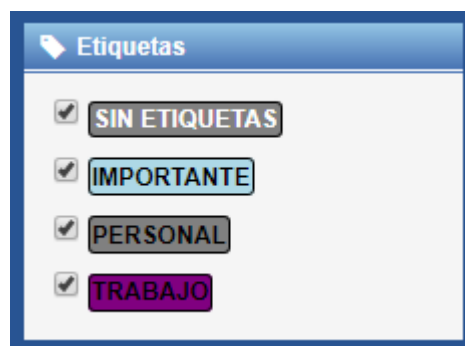 Etiquetas
SIN ETIQUETAS
IMPORTANTE
PERSONAL
TRABAJO